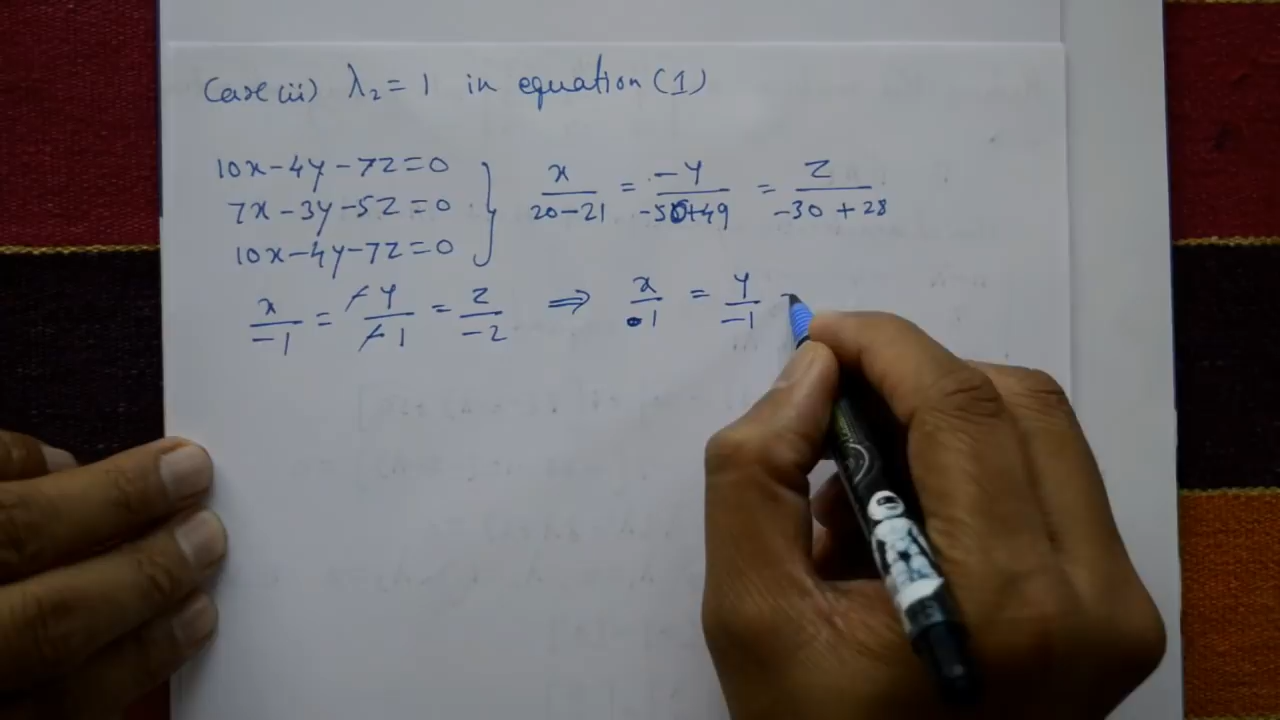 Case (ii) λ₂ = 1 in equation (1)
10x - 4y - 7z = 0
7x - 3y - 5z = 0
10x - 4y - 7z = 0
x/(20-21) = -y/(-50+49) = z/(-30+28)
x/-1 = -y/-1 = z/-2 ⇒ x/1 = y/-1